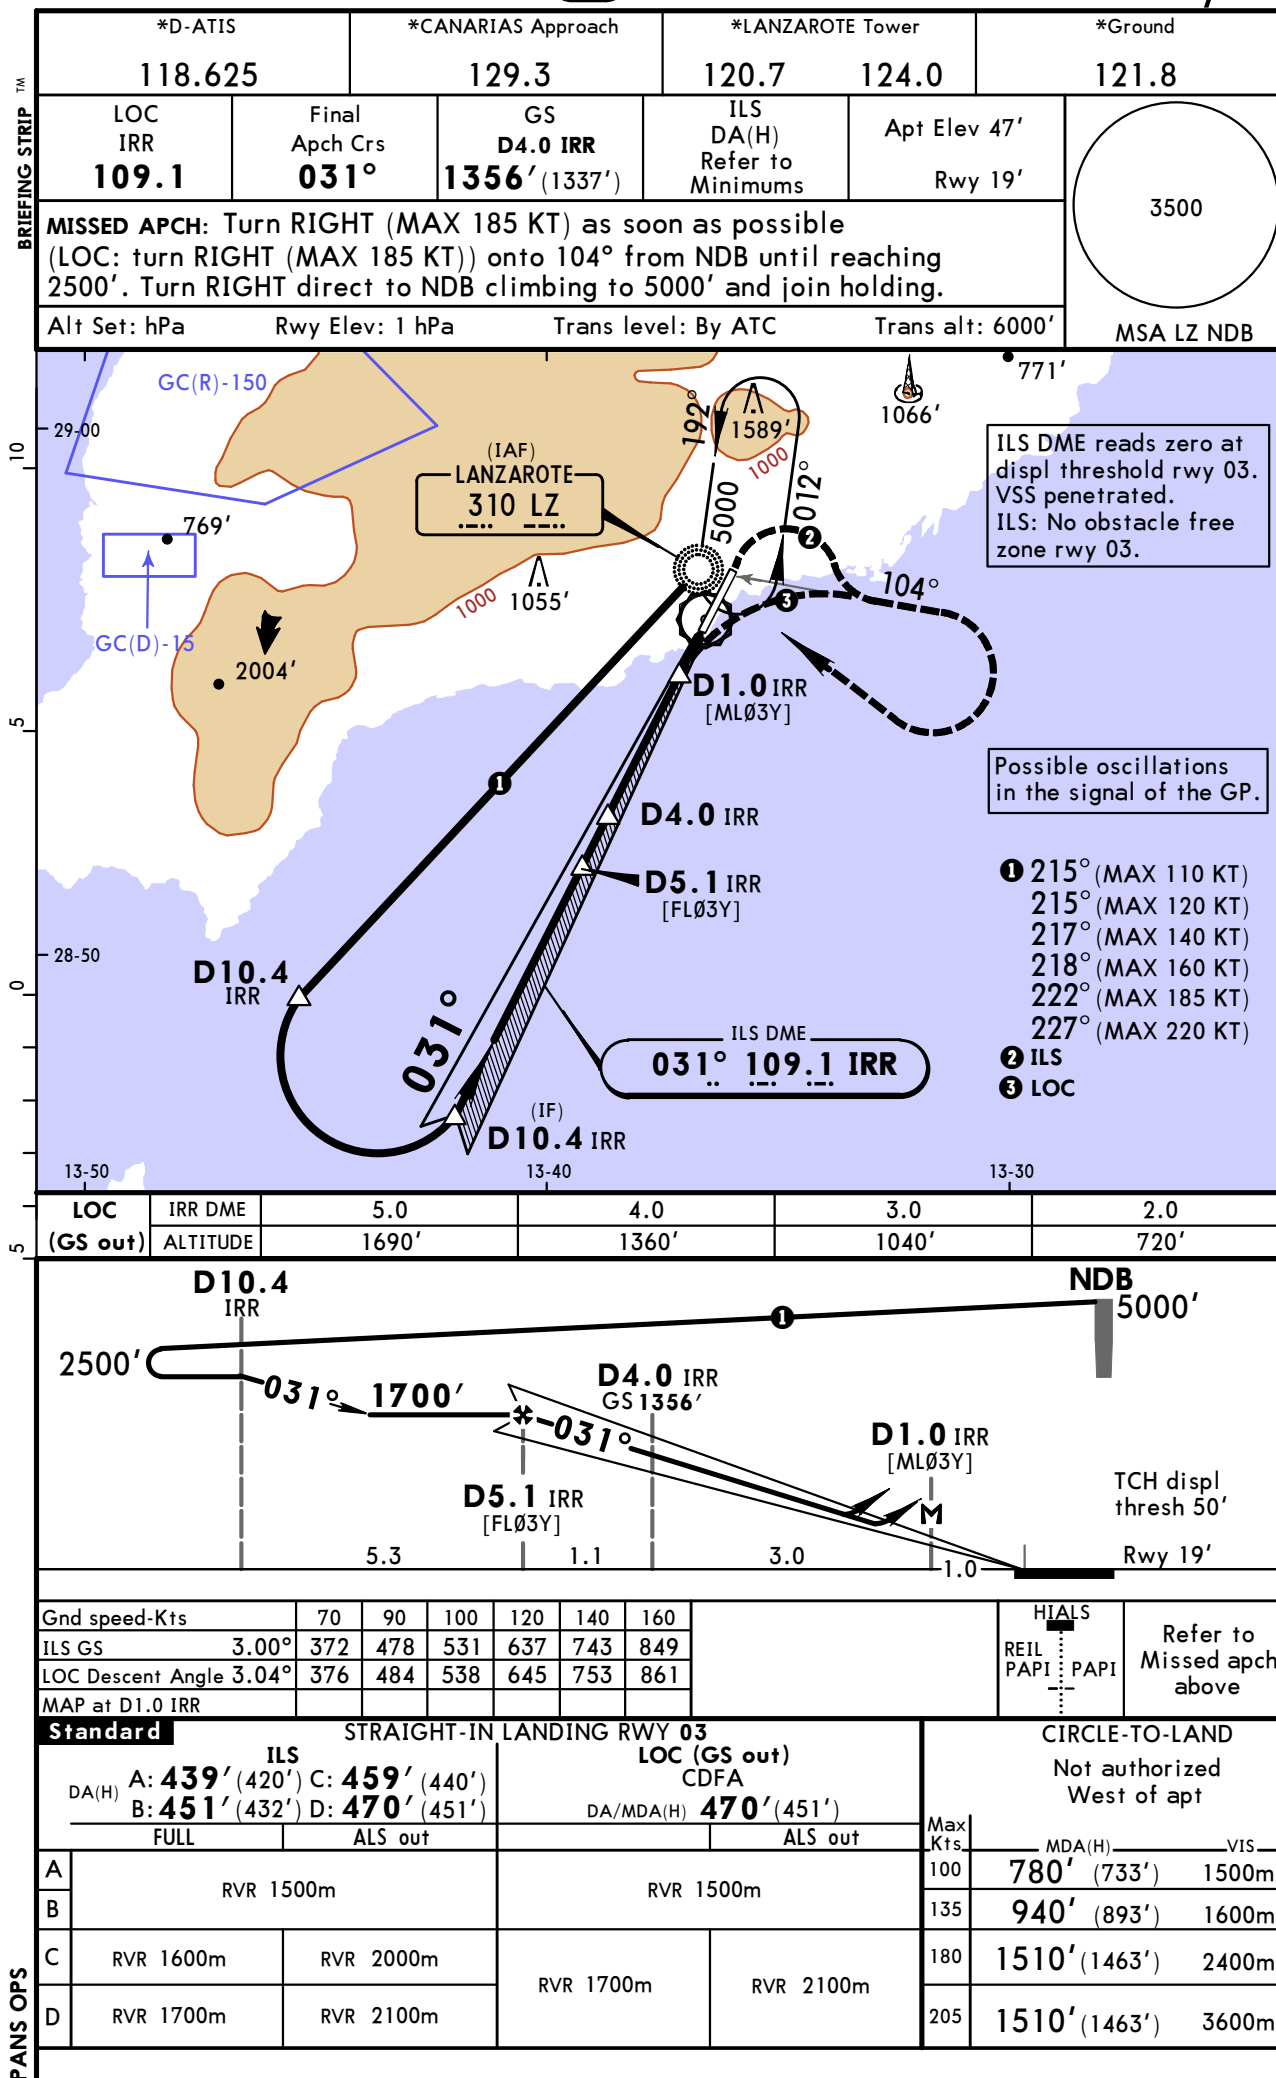 BRIEFING STRIP TM
*D-ATIS
118.625
*CANARIAS Approach
129.3
*LANZAROTE Tower
120.7 124.0
*Ground
121.8
LOC
IRR
109.1
Final
Apch Crs
031°
GS
D4.0 IRR
1356' (1337')
ILS
DA(H)
Refer to
Minimums
Apt Elev 47'
Rwy 19'
3500
MSA LZ NDB
MISSED APCH: Turn RIGHT (MAX 185 KT) as soon as possible
(LOC: turn RIGHT (MAX 185 KT)) onto 104° from NDB until reaching
2500'. Turn RIGHT direct to NDB climbing to 5000' and join holding.
Alt Set: hPa Rwy Elev: 1 hPa Trans level: By ATC Trans alt: 6000'
GC(R)-150
771'
1066'
192°
1589'
1000
29-00
10
(IAF)
LANZAROTE
310 LZ
5000
012°
ILS DME reads zero at
displ threshold rwy 03.
VSS penetrated.
ILS: No obstacle free
zone rwy 03.
769'
2
1055'
1000
104°
3
GC(D)-15
2004'
D1.0 IRR
[MLØ3Y]
5
1
Possible oscillations
in the signal of the GP.
D4.0 IRR
D5.1 IRR
[FLØ3Y]
1 215° (MAX 110 KT)
215° (MAX 120 KT)
217° (MAX 140 KT)
218° (MAX 160 KT)
222° (MAX 185 KT)
227° (MAX 220 KT)
2 ILS
3 LOC
28-50
0
D10.4
IRR
031°
ILS DME
031° 109.1 IRR
(IF)
D10.4 IRR
13-50
13-40
13-30
5
LOC
(GS out)
IRR DME 5.0 4.0 3.0 2.0
ALTITUDE 1690' 1360' 1040' 720'
D10.4
IRR
NDB
5000'
1
2500'
031°
1700'
D4.0 IRR
GS 1356'
031°
D1.0 IRR
[MLØ3Y]
M
D5.1 IRR
[FLØ3Y]
TCH displ
thresh 50'
Rwy 19'
5.3 1.1 3.0 1.0
Gnd speed-Kts 70 90 100 120 140 160
ILS GS 3.00° 372 478 531 637 743 849
LOC Descent Angle 3.04° 376 484 538 645 753 861
MAP at D1.0 IRR
HIALS
REIL
PAPI PAPI
Refer to
Missed apch
above
Standard
STRAIGHT-IN LANDING RWY 03
ILS
DA(H)
A: 439' (420') C: 459' (440')
B: 451' (432') D: 470' (451')
LOC (GS out)
CDFA
DA/MDA(H) 470' (451')
FULL ALS out
ALS out
A
B
RVR 1500m
RVR 1500m
C RVR 1600m RVR 2000m
D RVR 1700m RVR 2100m
RVR 1700m RVR 2100m
CIRCLE-TO-LAND
Not authorized
West of apt
Max
Kts MDA(H) VIS
100 780' (733') 1500m
135 940' (893') 1600m
180 1510' (1463') 2400m
205 1510' (1463') 3600m
PANS OPS